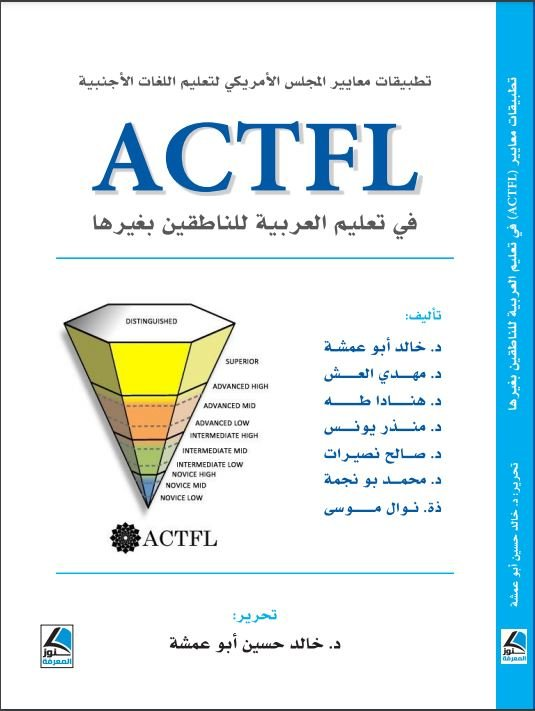 تطبيقات معايير المجلس الأمريكي لتعليم اللغات الأجنبية
ACTFL
في تعليم العربية للناطقين بغيرها
تأليف:
د. خالد أبو عمشة
د. مهدي العش
د. هنادا طه
د. منذر يونس
د. صالح نصيرات
د. محمد بو نجمة
ذة. نوال موسى
DISTINGUISHED
SUPERIOR
ADVANCED HIGH
ADVANCED MID
ADVANCED LOW
INTERMEDIATE HIGH
INTERMEDIATE MID
INTERMEDIATE LOW
NOVICE HIGH
NOVICE MID
NOVICE LOW
ACTFL
تحرير:
د. خالد حسين أبو عمشة
كنوز
المعرفة
تطبيقات معايير (ACTFL) في تعليم العربية للناطقين بغيرها
تحرير: د. خالد حسين أبو عمشة
كنوز
المعرفة